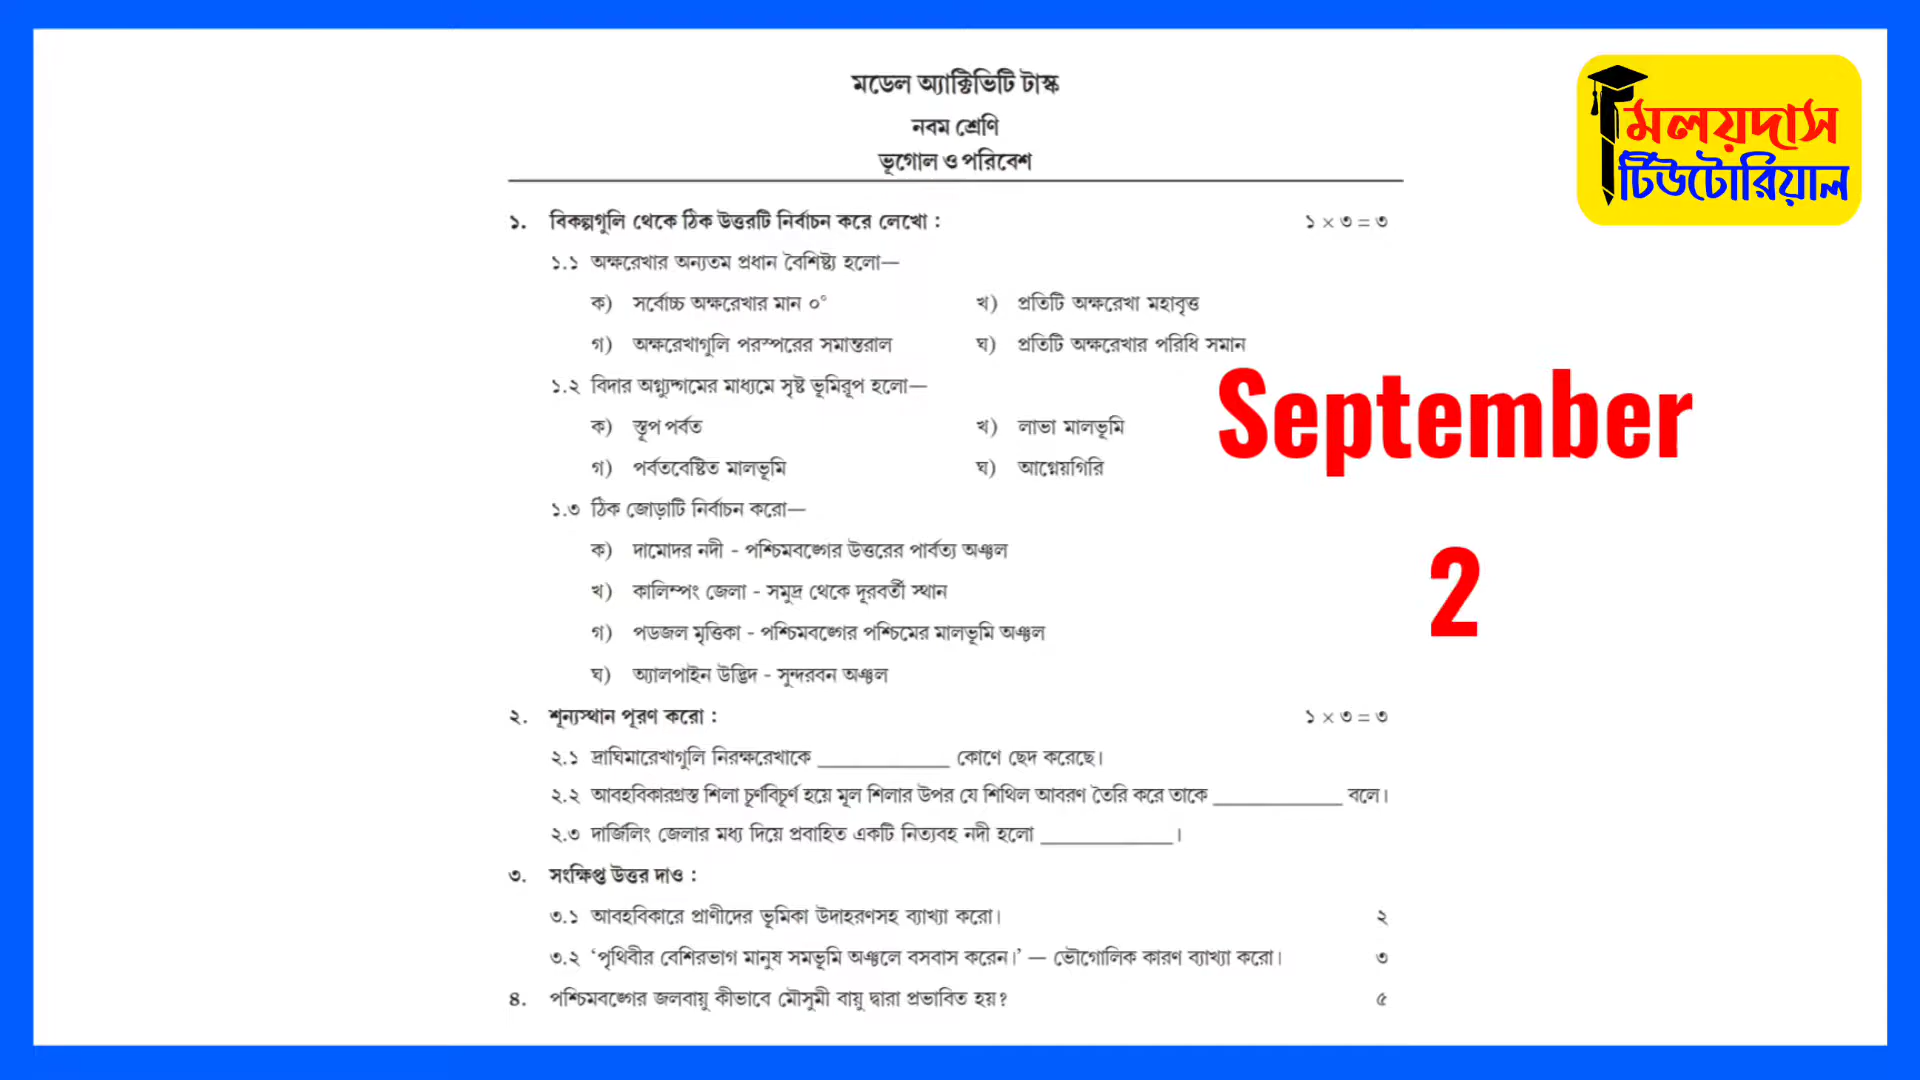 মডেল অ্যাক্টিভিটি টাস্ক
নবম শ্রেণি
ভূগোল ও পরিবেশ
মলয়দাস
টিউটোরিয়াল
১. বিকল্পগুলি থেকে ঠিক উত্তরটি নির্বাচন করে লেখো : ১ × ৩ = ৩
১.১ অক্ষরেখার অন্যতম প্রধান বৈশিষ্ট্য হলো—
ক) সর্বোচ্চ অক্ষরেখার মান ০° খ) প্রতিটি অক্ষরেখা মহাবৃত্ত
গ) অক্ষরেখাগুলি পরস্পরের সমান্তরাল ঘ) প্রতিটি অক্ষরেখার পরিধি সমান
১.২ বিদার অগ্ন্যুদ্গমের মাধ্যমে সৃষ্ট ভূমিরূপ হলো—
ক) স্তূপ পর্বত খ) লাভা মালভূমি
গ) পর্বতবেষ্টিত মালভূমি ঘ) আগ্নেয়গিরি
September
2
১.৩ ঠিক জোড়াটি নির্বাচন করো—
ক) দামোদর নদী - পশ্চিমবঙ্গের উত্তরের পার্বত্য অঞ্চল
খ) কালিম্পং জেলা - সমুদ্র থেকে দূরবর্তী স্থান
গ) পডজল মৃত্তিকা - পশ্চিমবঙ্গের পশ্চিমের মালভূমি অঞ্চল
ঘ) অ্যালপাইন উদ্ভিদ - সুন্দরবন অঞ্চল
২. শূন্যস্থান পূরণ করো : ১ × ৩ = ৩
২.১ দ্রাঘিমারেখাগুলি নিরক্ষরেখাকে ____________ কোণে ছেদ করেছে।
২.২ আবহবিকারগ্রস্ত শিলা চূর্ণবিচূর্ণ হয়ে মূল শিলার উপর যে শিথিল আবরণ তৈরি করে তাকে ____________ বলে।
২.৩ দার্জিলিং জেলার মধ্য দিয়ে প্রবাহিত একটি নিত্যবহ নদী হলো ____________।
৩. সংক্ষিপ্ত উত্তর দাও :
৩.১ আবহবিকারে প্রাণীদের ভূমিকা উদাহরণসহ ব্যাখ্যা করো। ২
৩.২ ‘পৃথিবীর বেশিরভাগ মানুষ সমভূমি অঞ্চলে বসবাস করেন।’ — ভৌগোলিক কারণ ব্যাখ্যা করো। ৩
৪. পশ্চিমবঙ্গের জলবায়ু কীভাবে মৌসুমী বায়ু দ্বারা প্রভাবিত হয়? ৫